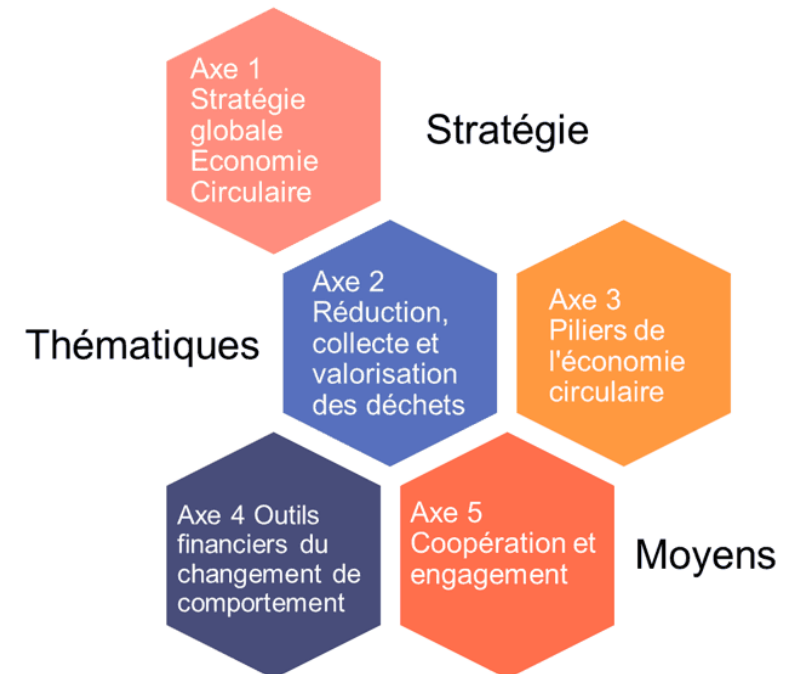 Axe 1
Stratégie
globale
Economie
Circulaire
Stratégie
Thématiques
Axe 2
Réduction,
collecte et
valorisation
des déchets
Axe 3
Piliers de
l'économie
circulaire
Axe 4 Outils
financiers du
changement de
comportement
Axe 5
Coopération et
engagement
Moyens